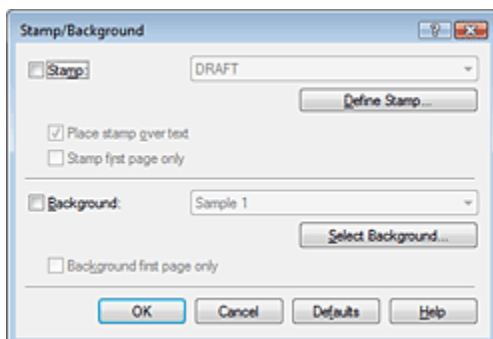 Stamp/Background
Stamp: DRAFT
Define Stamp...
Place stamp over text
Stamp first page only
Background: Sample 1
Select Background...
Background first page only
OK Cancel Defaults Help